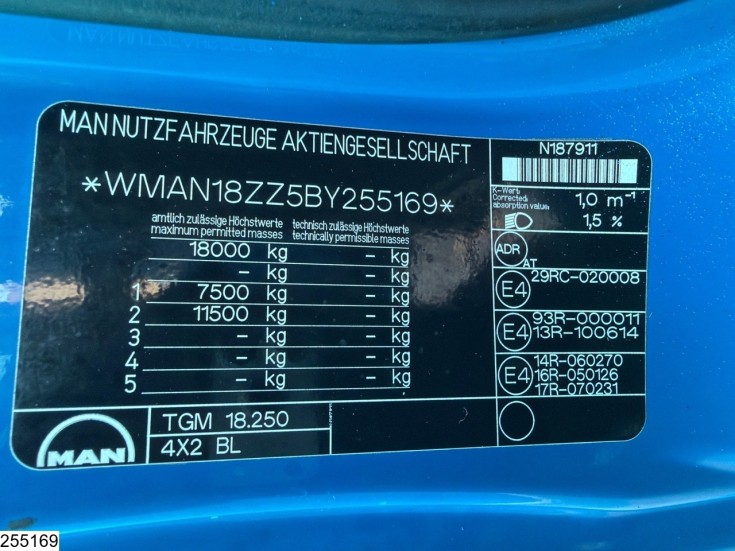 MAN NUTZFAHRZEUGE AKTIENGESELLSCHAFT
*WMAN18ZZ5BY255169*
amtlich zulässige Höchstwerte technisch zulässige Höchstwerte
maximum permitted masses technically permissible masses
18000 kg – kg
– kg – kg
1 7500 kg – kg
2 11500 kg – kg
3 – kg – kg
4 – kg – kg
5 – kg – kg
MAN
TGM 18.250
4X2 BL
N187911
K-Wert:
Corrected absorption value: 1,0 m⁻¹
1,5 %
ADR
AT
E4 29RC-020008
E4 93R-000011
13R-100614
E4 14R-060270
16R-050126
17R-070231
255169